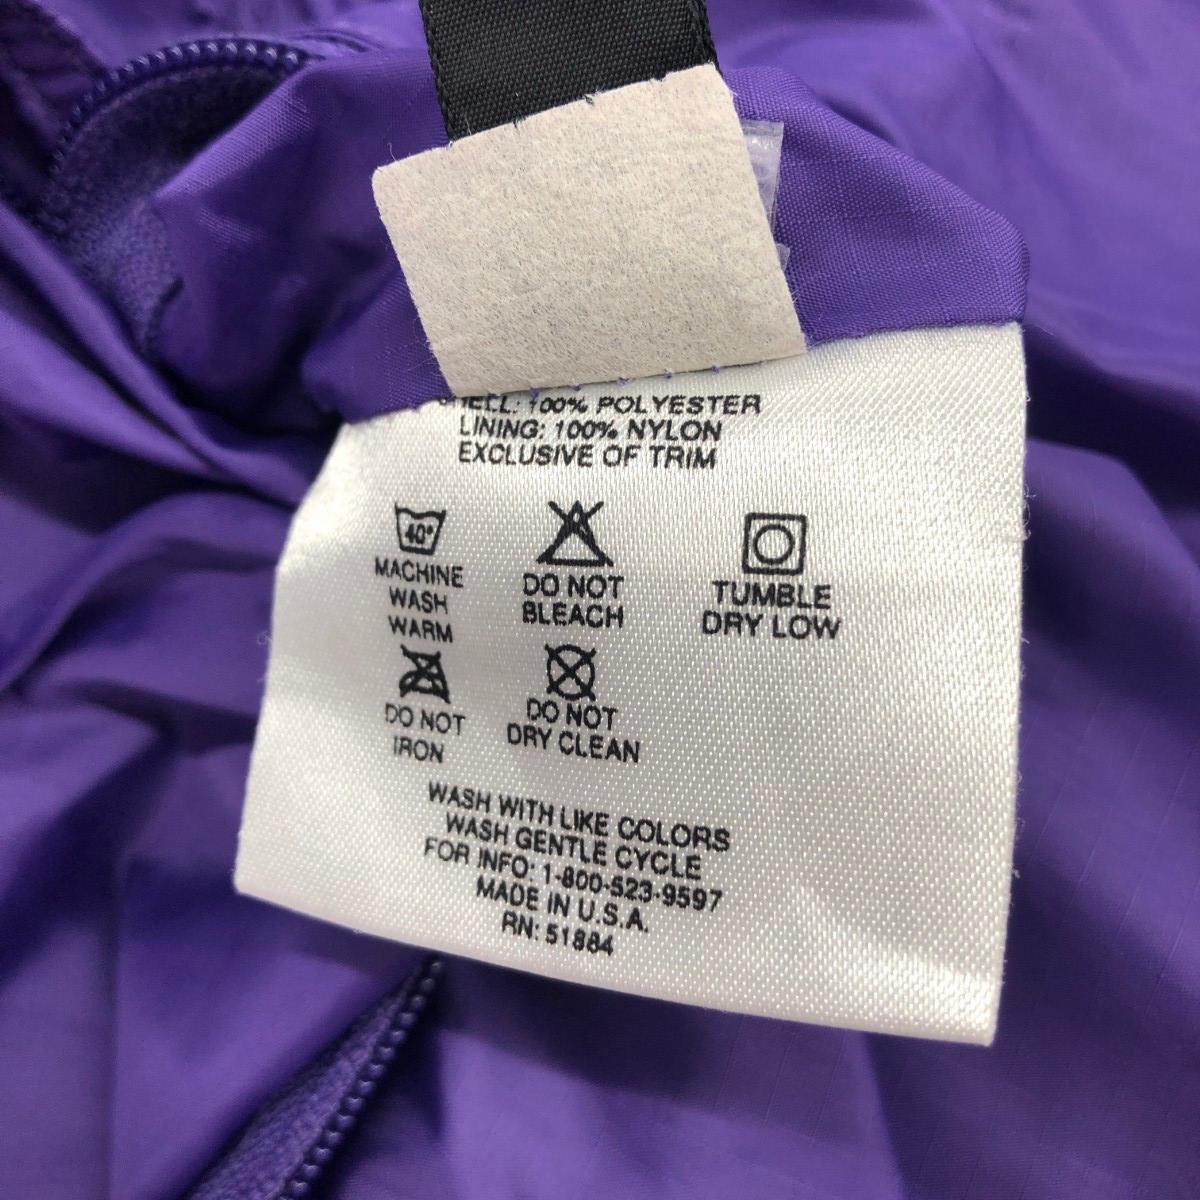 SHELL: 100% POLYESTER
LINING: 100% NYLON
EXCLUSIVE OF TRIM
40°
MACHINE
WASH
WARM
DO NOT
BLEACH
TUMBLE
DRY LOW
DO NOT
IRON
DO NOT
DRY CLEAN
WASH WITH LIKE COLORS
WASH GENTLE CYCLE
FOR INFO: 1-800-523-9597
MADE IN U.S.A.
RN: 51884